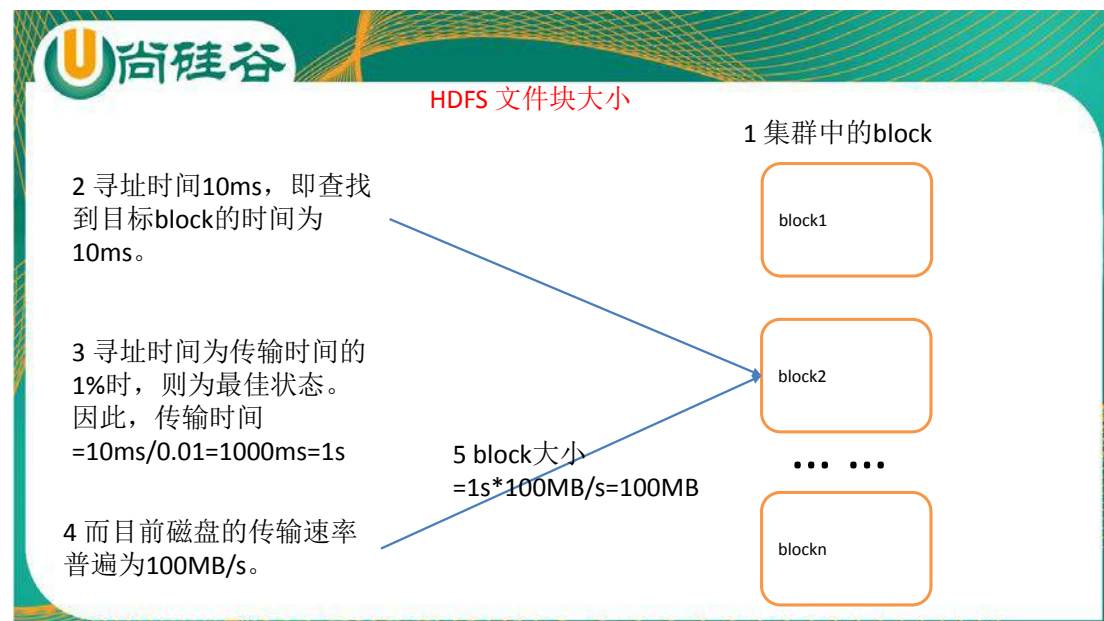 U尚硅谷
HDFS 文件块大小
1 集群中的block
2 寻址时间10ms，即查找
到目标block的时间为
10ms。
block1
3 寻址时间为传输时间的
1%时，则为最佳状态。
因此，传输时间
=10ms/0.01=1000ms=1s
block2
5 block大小
=1s*100MB/s=100MB
... ...
4 而目前磁盘的传输速率
普遍为100MB/s。
blockn